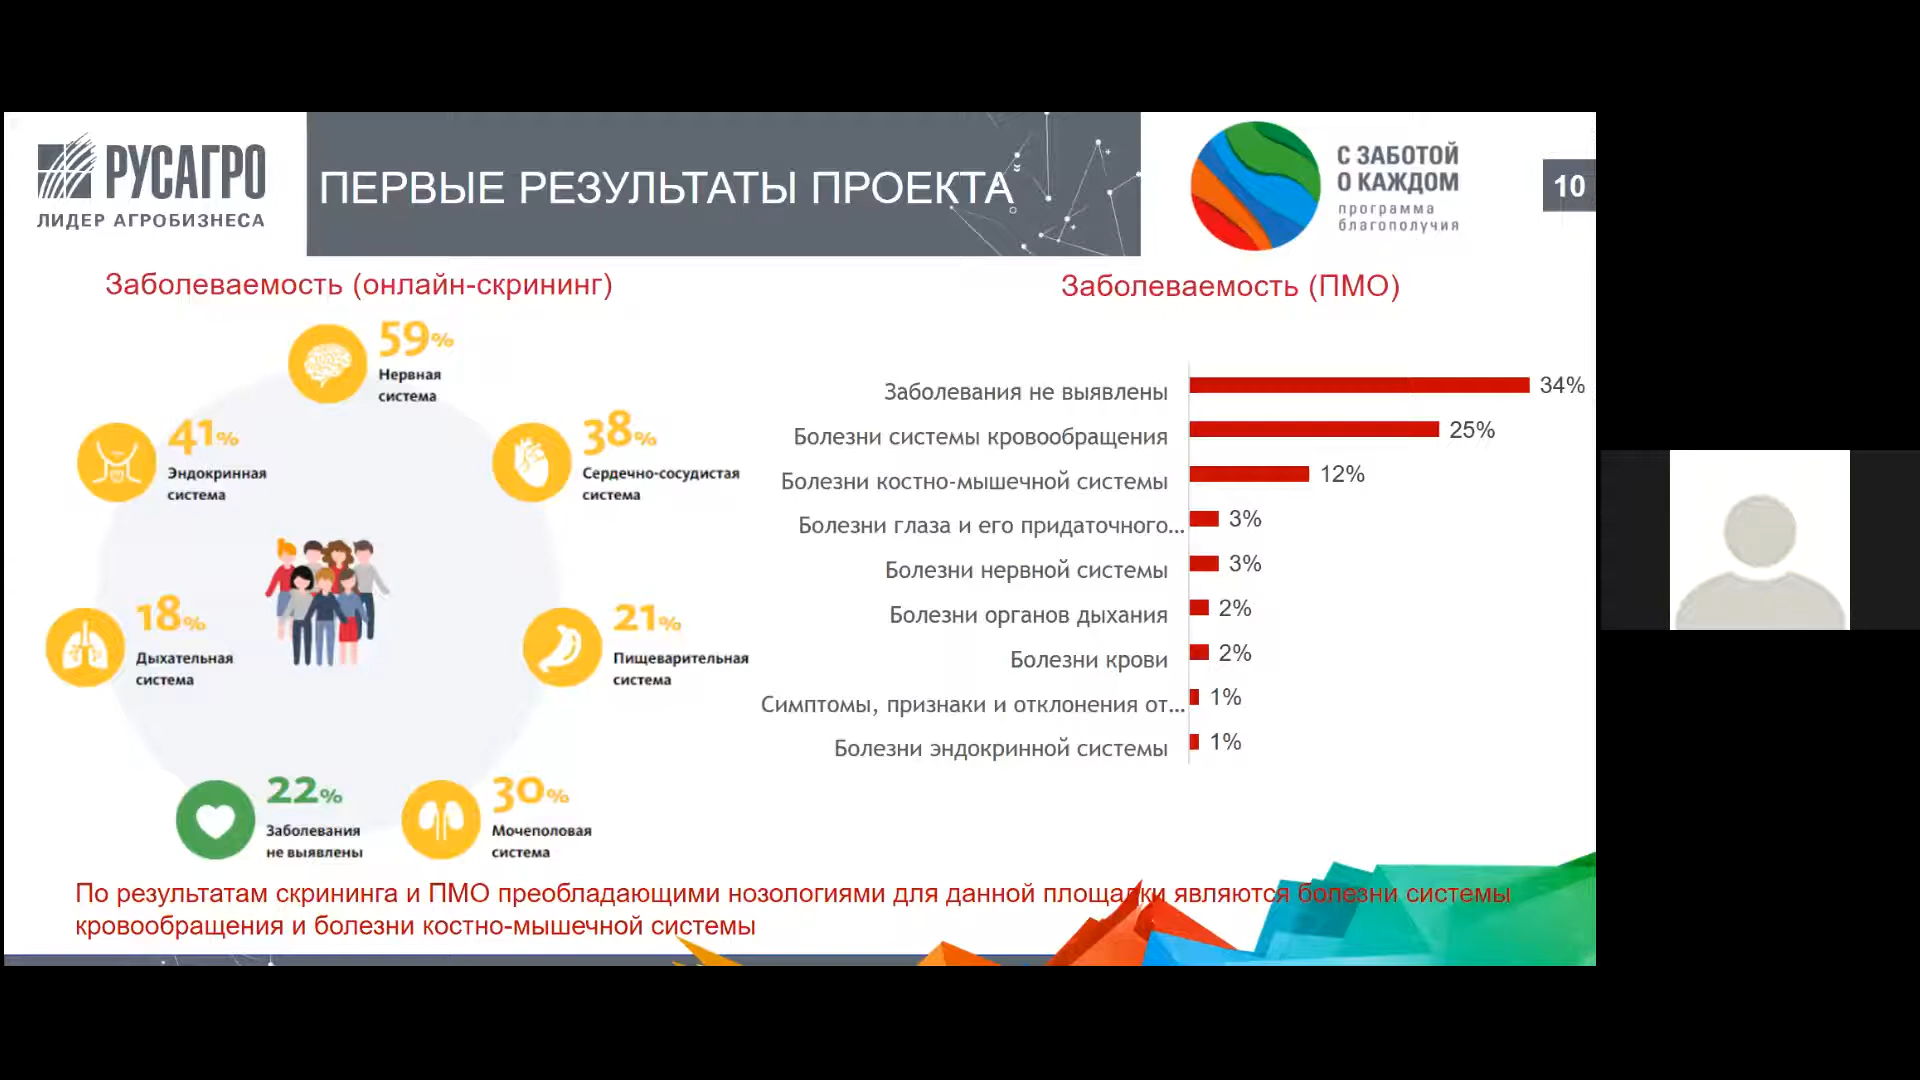 РУСАГРО
ЛИДЕР АГРОБИЗНЕСА
ПЕРВЫЕ РЕЗУЛЬТАТЫ ПРОЕКТА
С ЗАБОТОЙ
О КАЖДОМ
программа
благополучия
10
Заболеваемость (онлайн-скрининг)
59%
Нервная
система
41%
Эндокринная
система
38%
Сердечно-сосудистая
система
18%
Дыхательная
система
21%
Пищеварительная
система
22%
Заболевания
не выявлены
30%
Мочеполовая
система
Заболеваемость (ПМО)
Заболевания не выявлены 34%
Болезни системы кровообращения 25%
Болезни костно-мышечной системы 12%
Болезни глаза и его придаточного... 3%
Болезни нервной системы 3%
Болезни органов дыхания 2%
Болезни крови 2%
Симптомы, признаки и отклонения от... 1%
Болезни эндокринной системы 1%
По результатам скрининга и ПМО преобладающими нозологиями для данной площадки являются болезни системы
кровообращения и болезни костно-мышечной системы